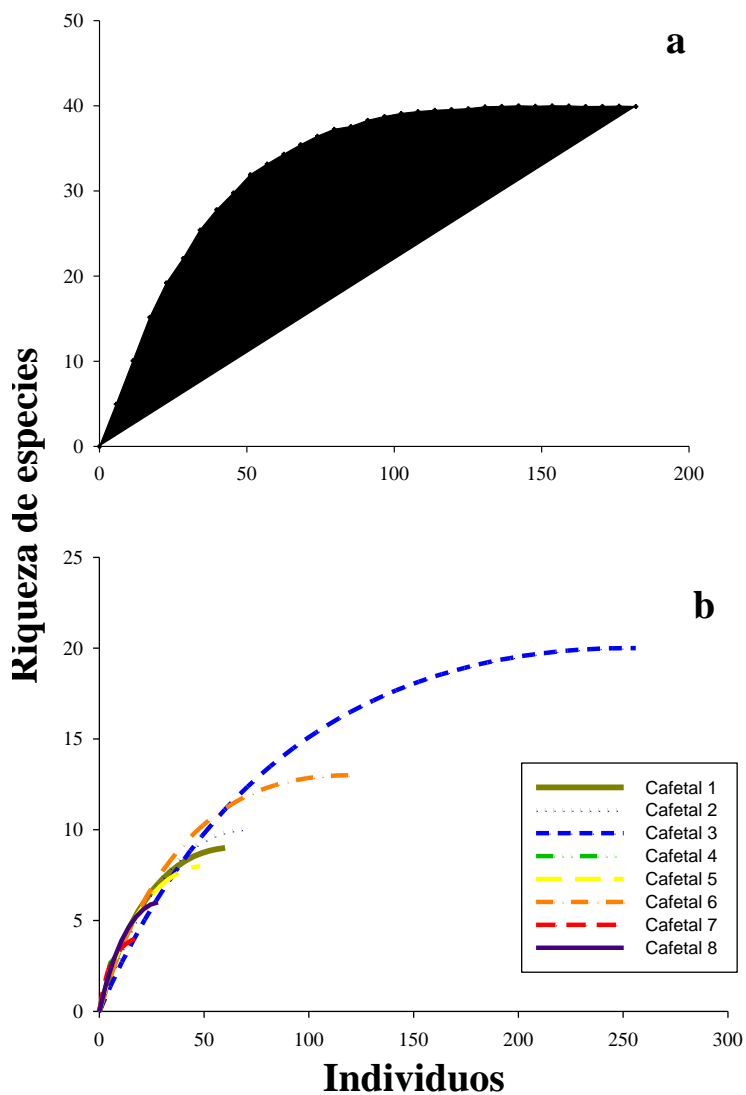 Riqueza de especies
a
50
40
30
20
10
0
0 50 100 150 200
b
25
20
15
10
5
0
Cafetal 1
Cafetal 2
Cafetal 3
Cafetal 4
Cafetal 5
Cafetal 6
Cafetal 7
Cafetal 8
0 50 100 150 200 250 300
Individuos